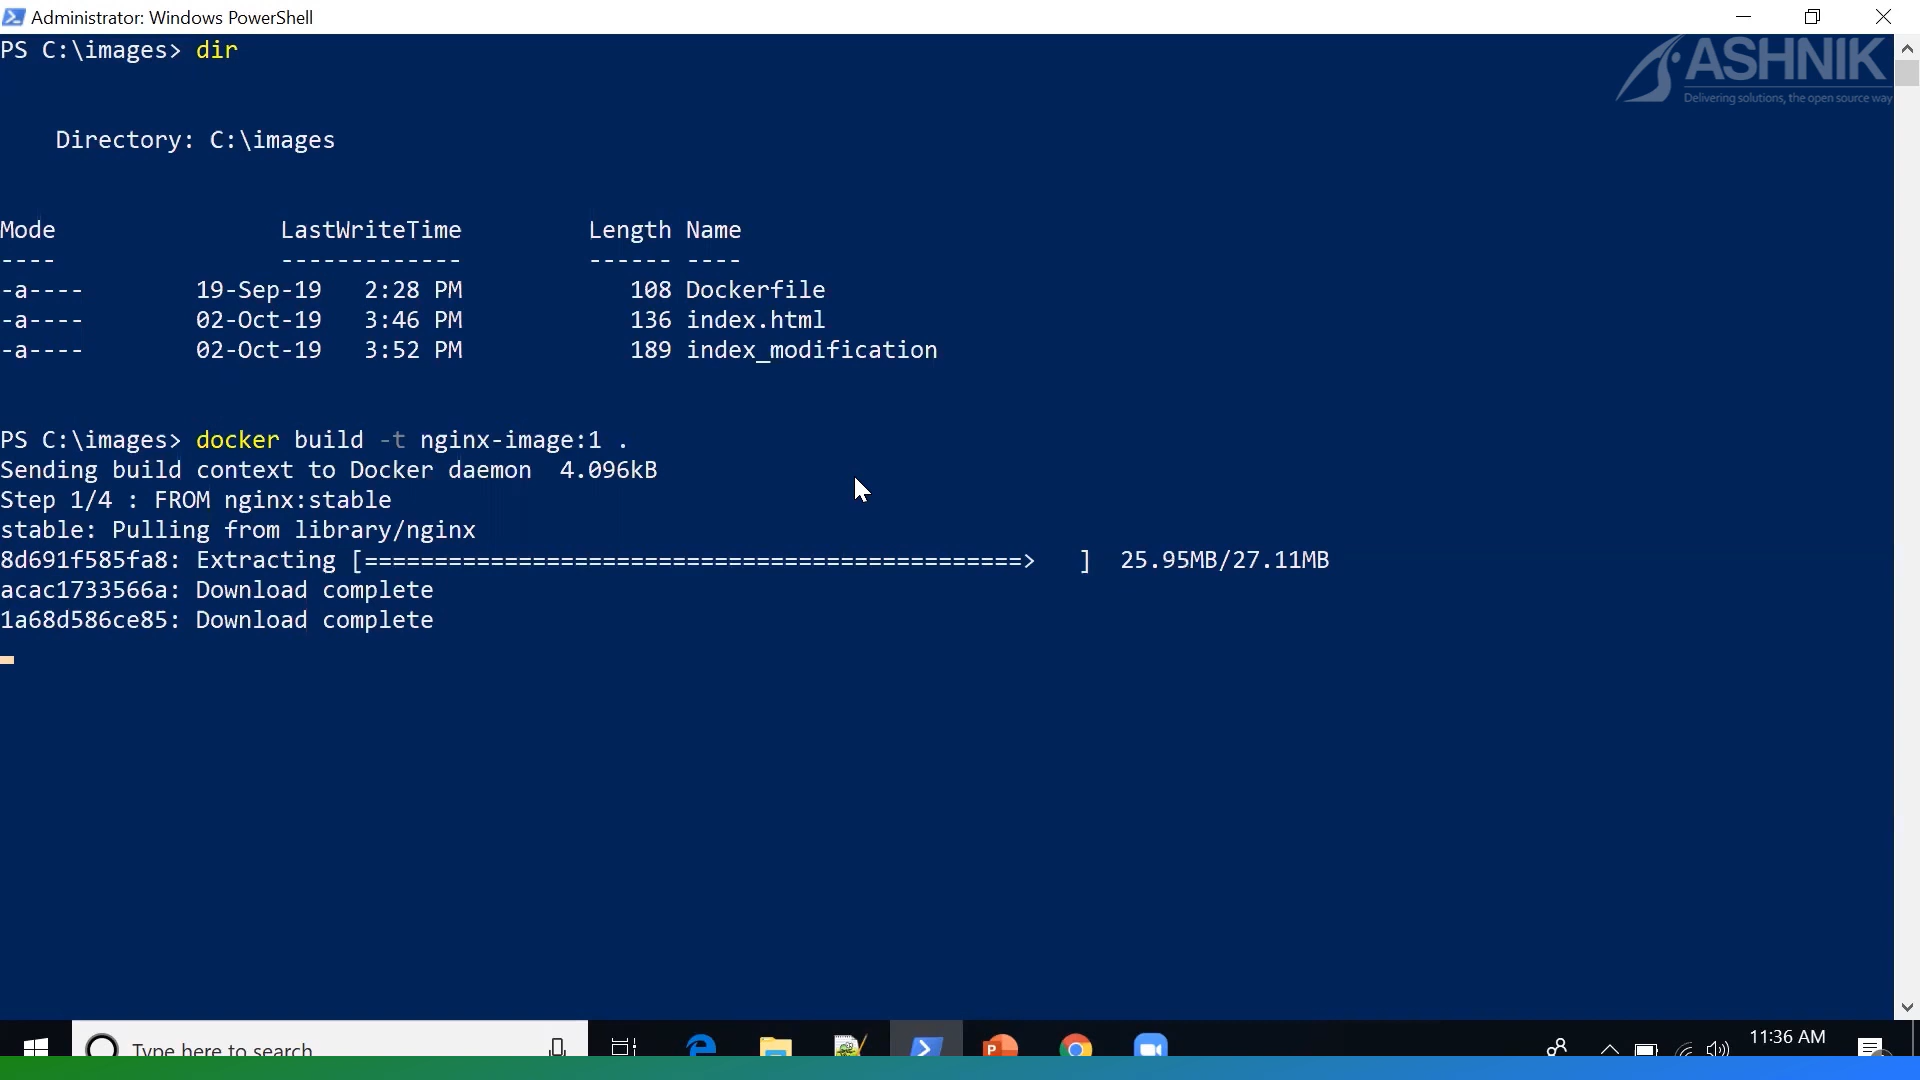 Administrator: Windows PowerShell
PS C:\images> dir
ASHNIK
Delivering solutions, the open source way
Directory: C:\images
Mode LastWriteTime Length Name
---- ------------- ------ ----
-a---- 19-Sep-19 2:28 PM 108 Dockerfile
-a---- 02-Oct-19 3:46 PM 136 index.html
-a---- 02-Oct-19 3:52 PM 189 index_modification
PS C:\images> docker build -t nginx-image:1 .
Sending build context to Docker daemon 4.096kB
Step 1/4 : FROM nginx:stable
stable: Pulling from library/nginx
8d691f585fa8: Extracting [===============================================> ] 25.95MB/27.11MB
acac1733566a: Download complete
1a68d586ce85: Download complete
Type here to search
11:36 AM